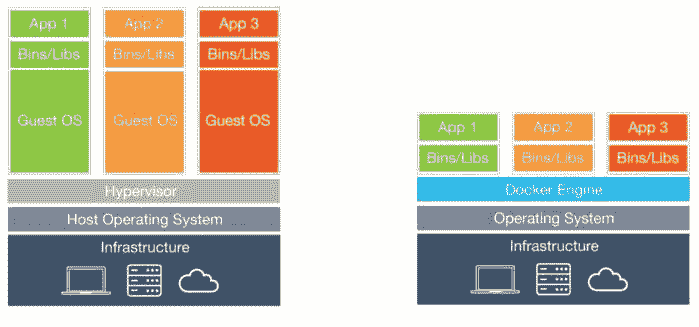 App 1 App 2 App 3
Bins/Libs Bins/Libs Bins/Libs
Guest OS Guest OS Guest OS
Hypervisor
Host Operating System
Infrastructure
App 1 App 2 App 3
Bins/Libs Bins/Libs Bins/Libs
Docker Engine
Operating System
Infrastructure